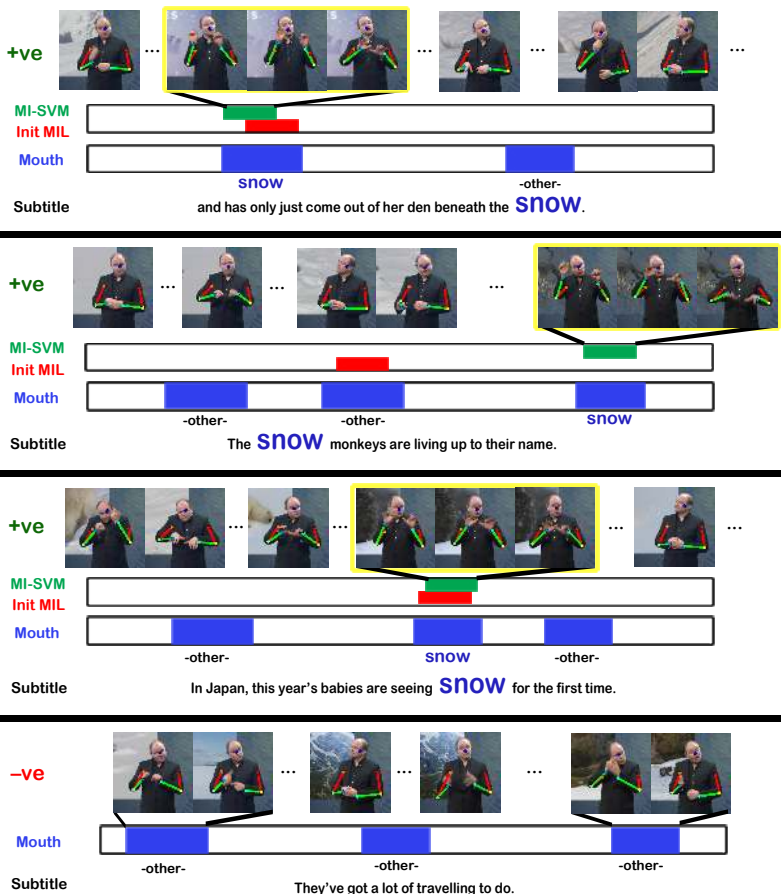 +ve ... ... ... ...
MI-SVM
Init MIL
Mouth
snow -other-
Subtitle and has only just come out of her den beneath the snow.
+ve ... ... ...
MI-SVM
Init MIL
Mouth
-other- -other- snow
Subtitle The snow monkeys are living up to their name.
+ve ... ... ... ...
MI-SVM
Init MIL
Mouth
-other- snow -other-
Subtitle In Japan, this year's babies are seeing snow for the first time.
–ve ... ... ...
Mouth
-other- -other- -other-
Subtitle They've got a lot of travelling to do.